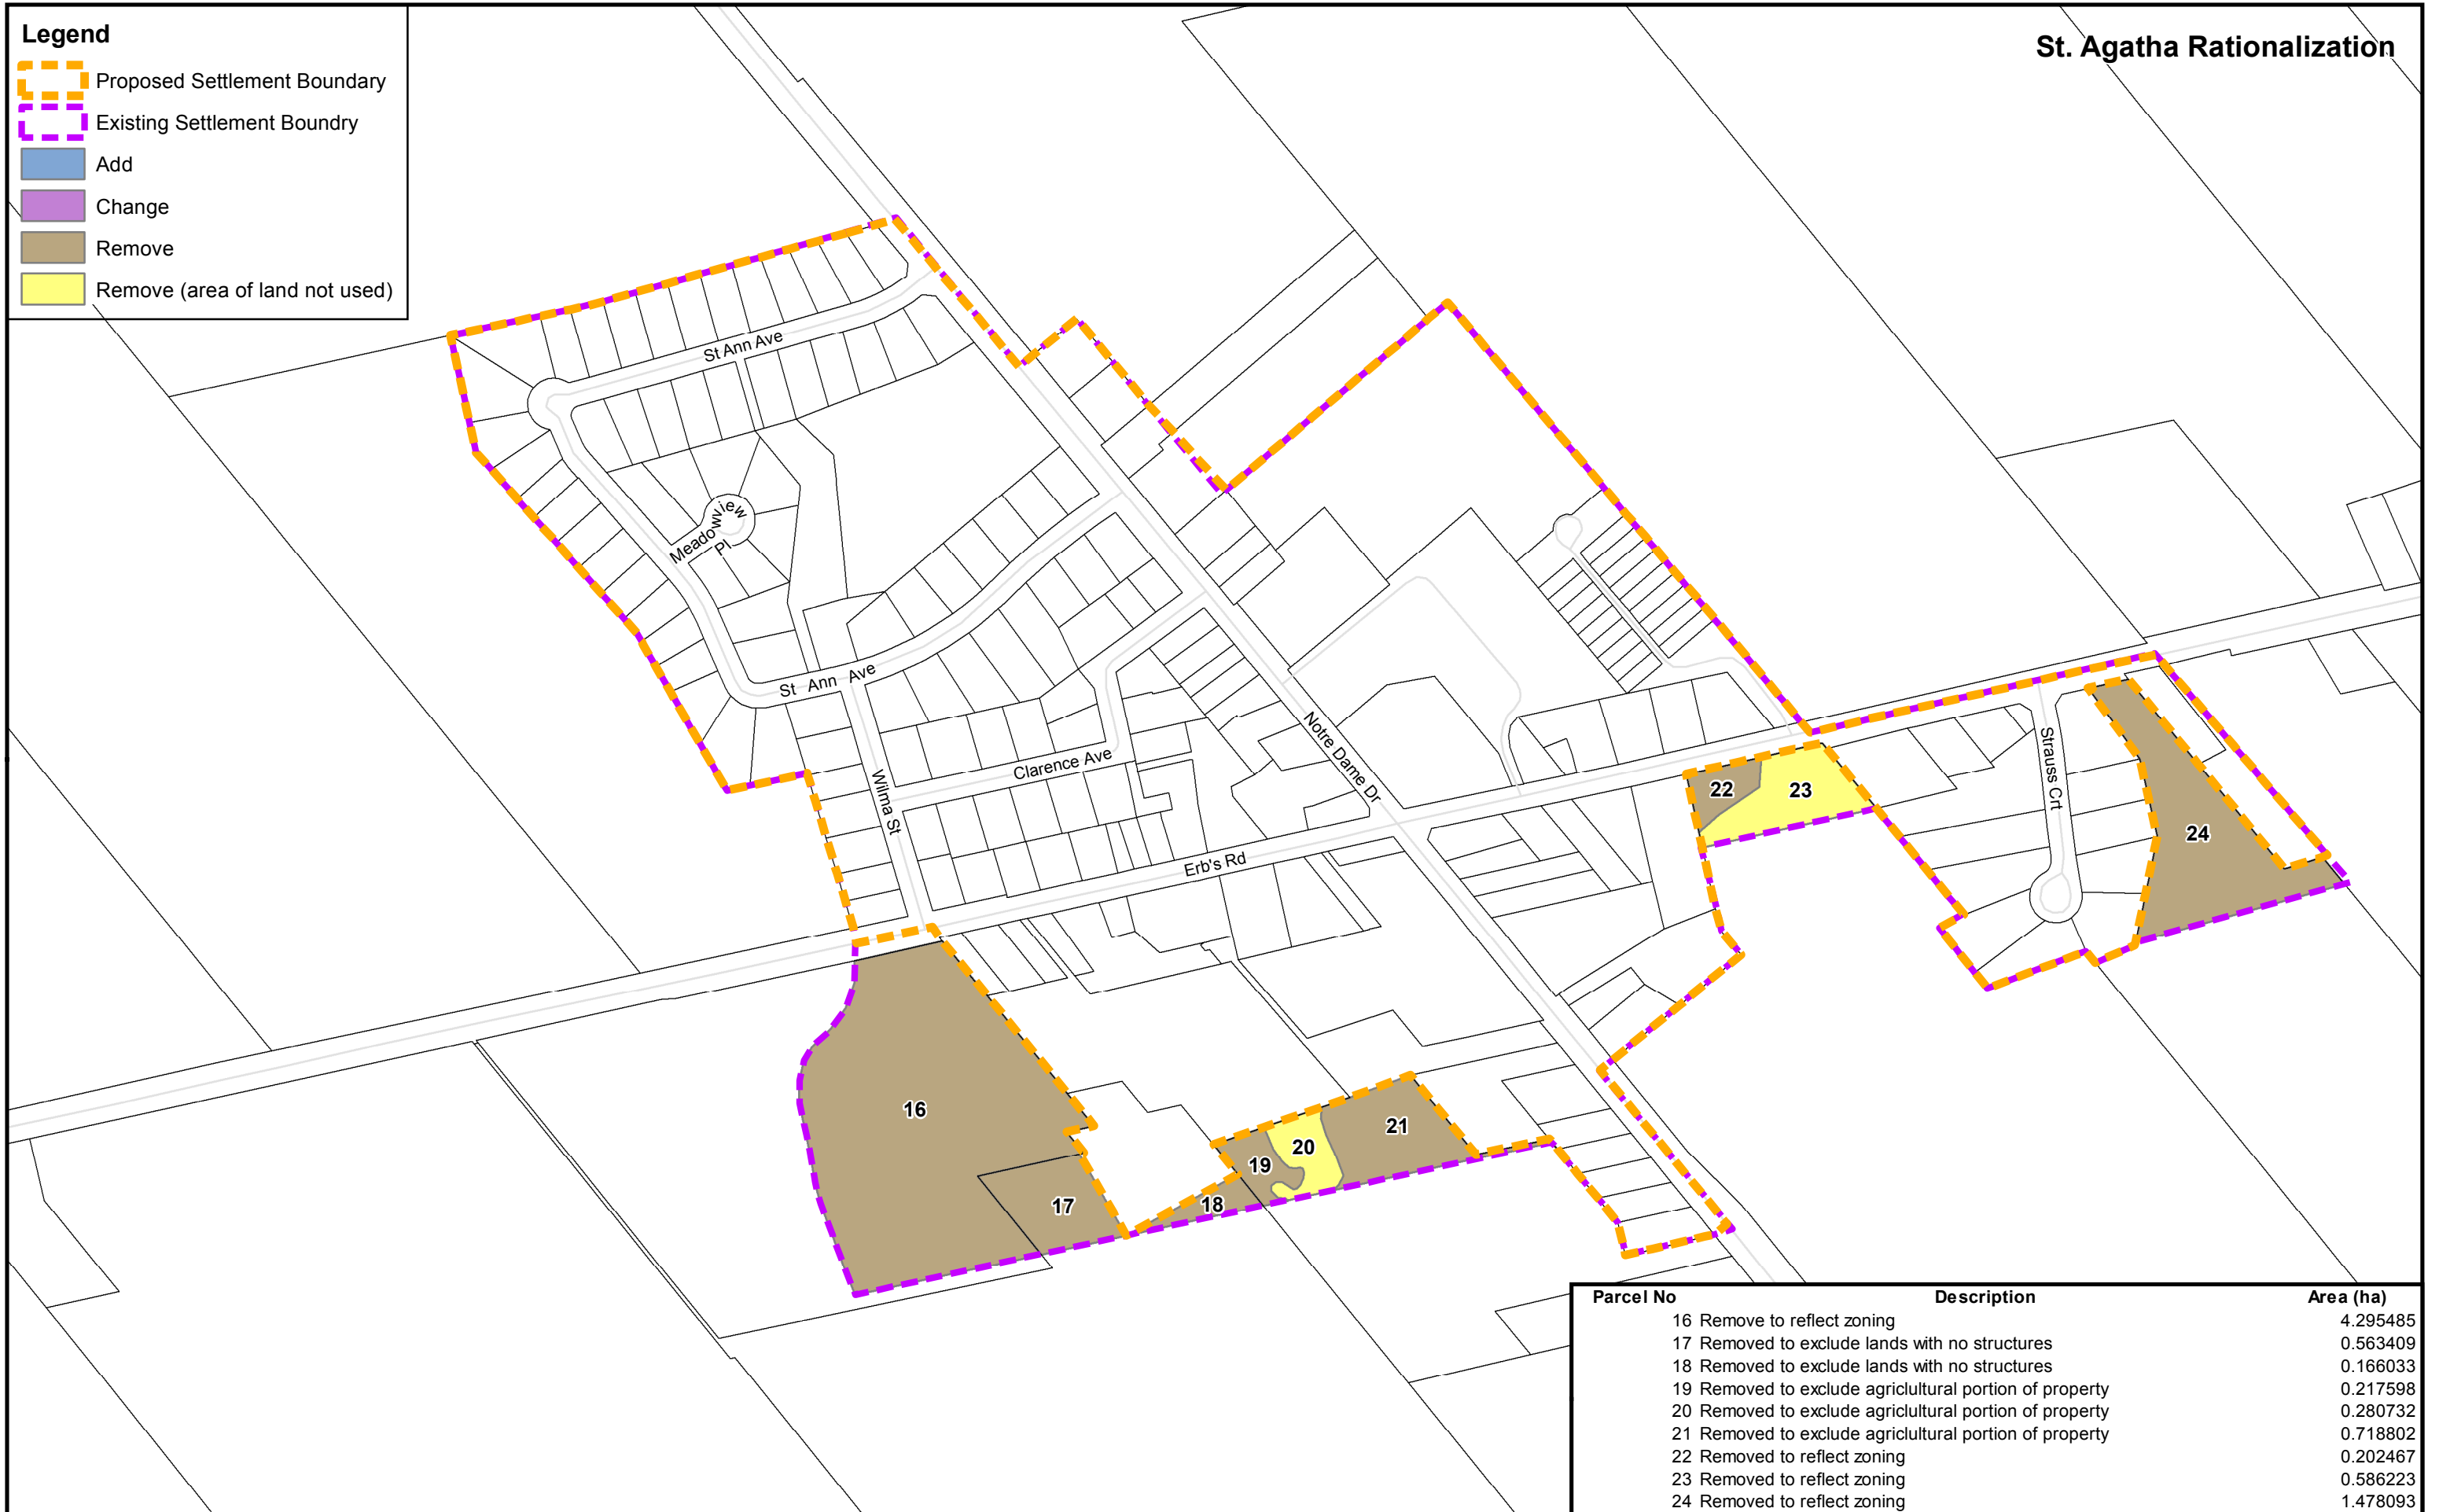 Legend
Proposed Settlement Boundary
Existing Settlement Boundry
Add
Change
Remove
Remove (area of land not used)
St. Agatha Rationalization
St Ann Ave
Meadowview
Pl
St Ann Ave
Wilma St
Clarence Ave
Notre Dame Dr
Erb's Rd
Strauss Crt
22
23
24
16
17
18
19
20
21
Parcel No Description Area (ha)
16 Remove to reflect zoning 4.295485
17 Removed to exclude lands with no structures 0.563409
18 Removed to exclude lands with no structures 0.166033
19 Removed to exclude agriclultural portion of property 0.217598
20 Removed to exclude agriclultural portion of property 0.280732
21 Removed to exclude agriclultural portion of property 0.718802
22 Removed to reflect zoning 0.202467
23 Removed to reflect zoning 0.586223
24 Removed to reflect zoning 1.478093